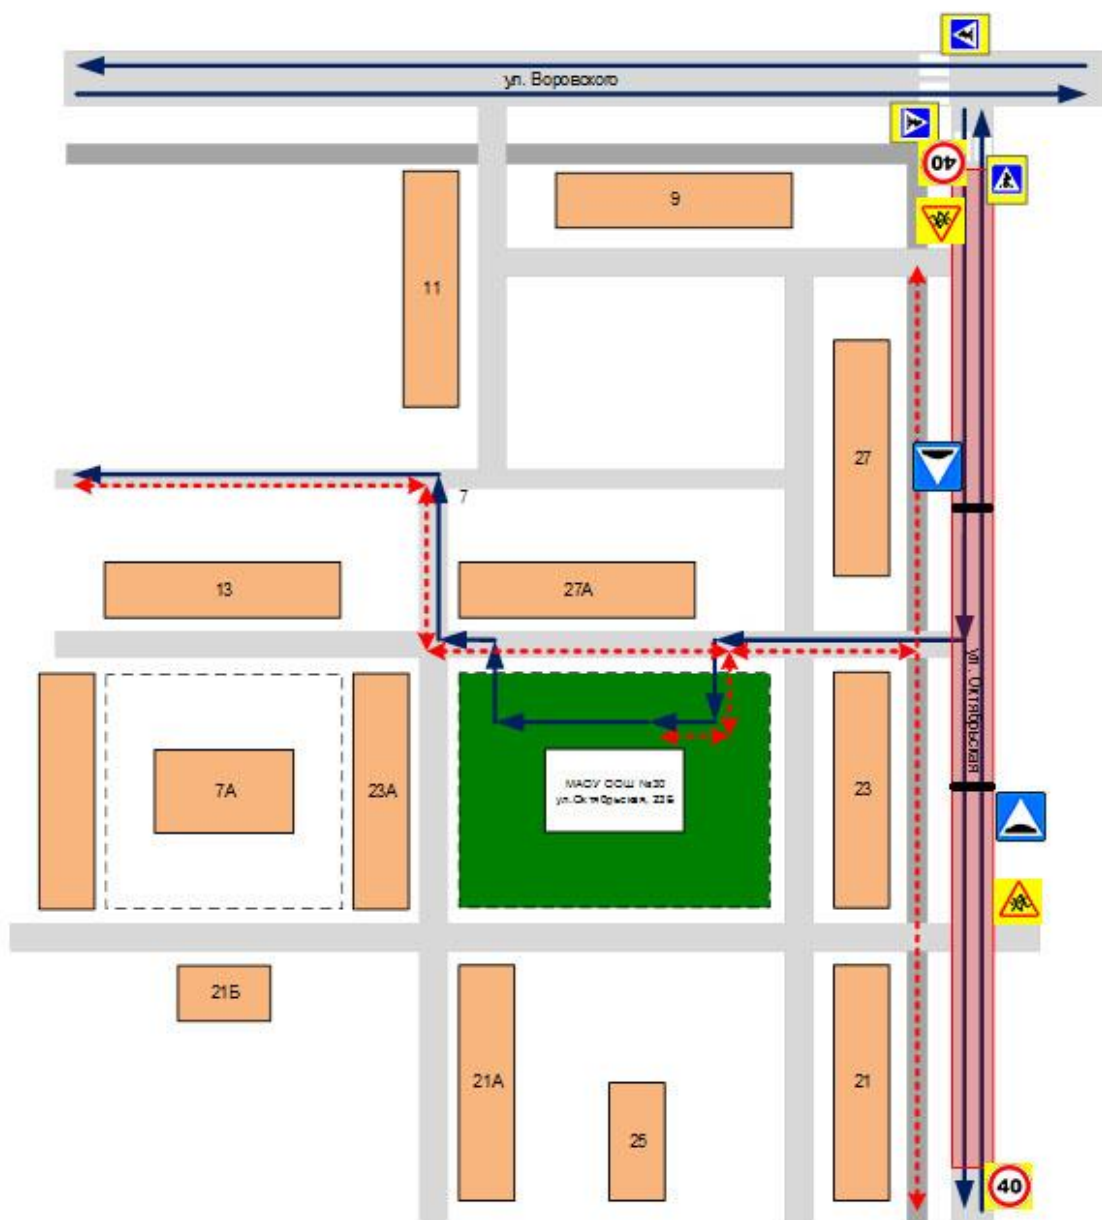 ул. Воровского
40
9
11
27
7
13
27А
ул. Октябрьская
7А
23А
МАОУ СОШ №30
ул.Октябрьская, 23Б
23
21Б
21А
21
25
40